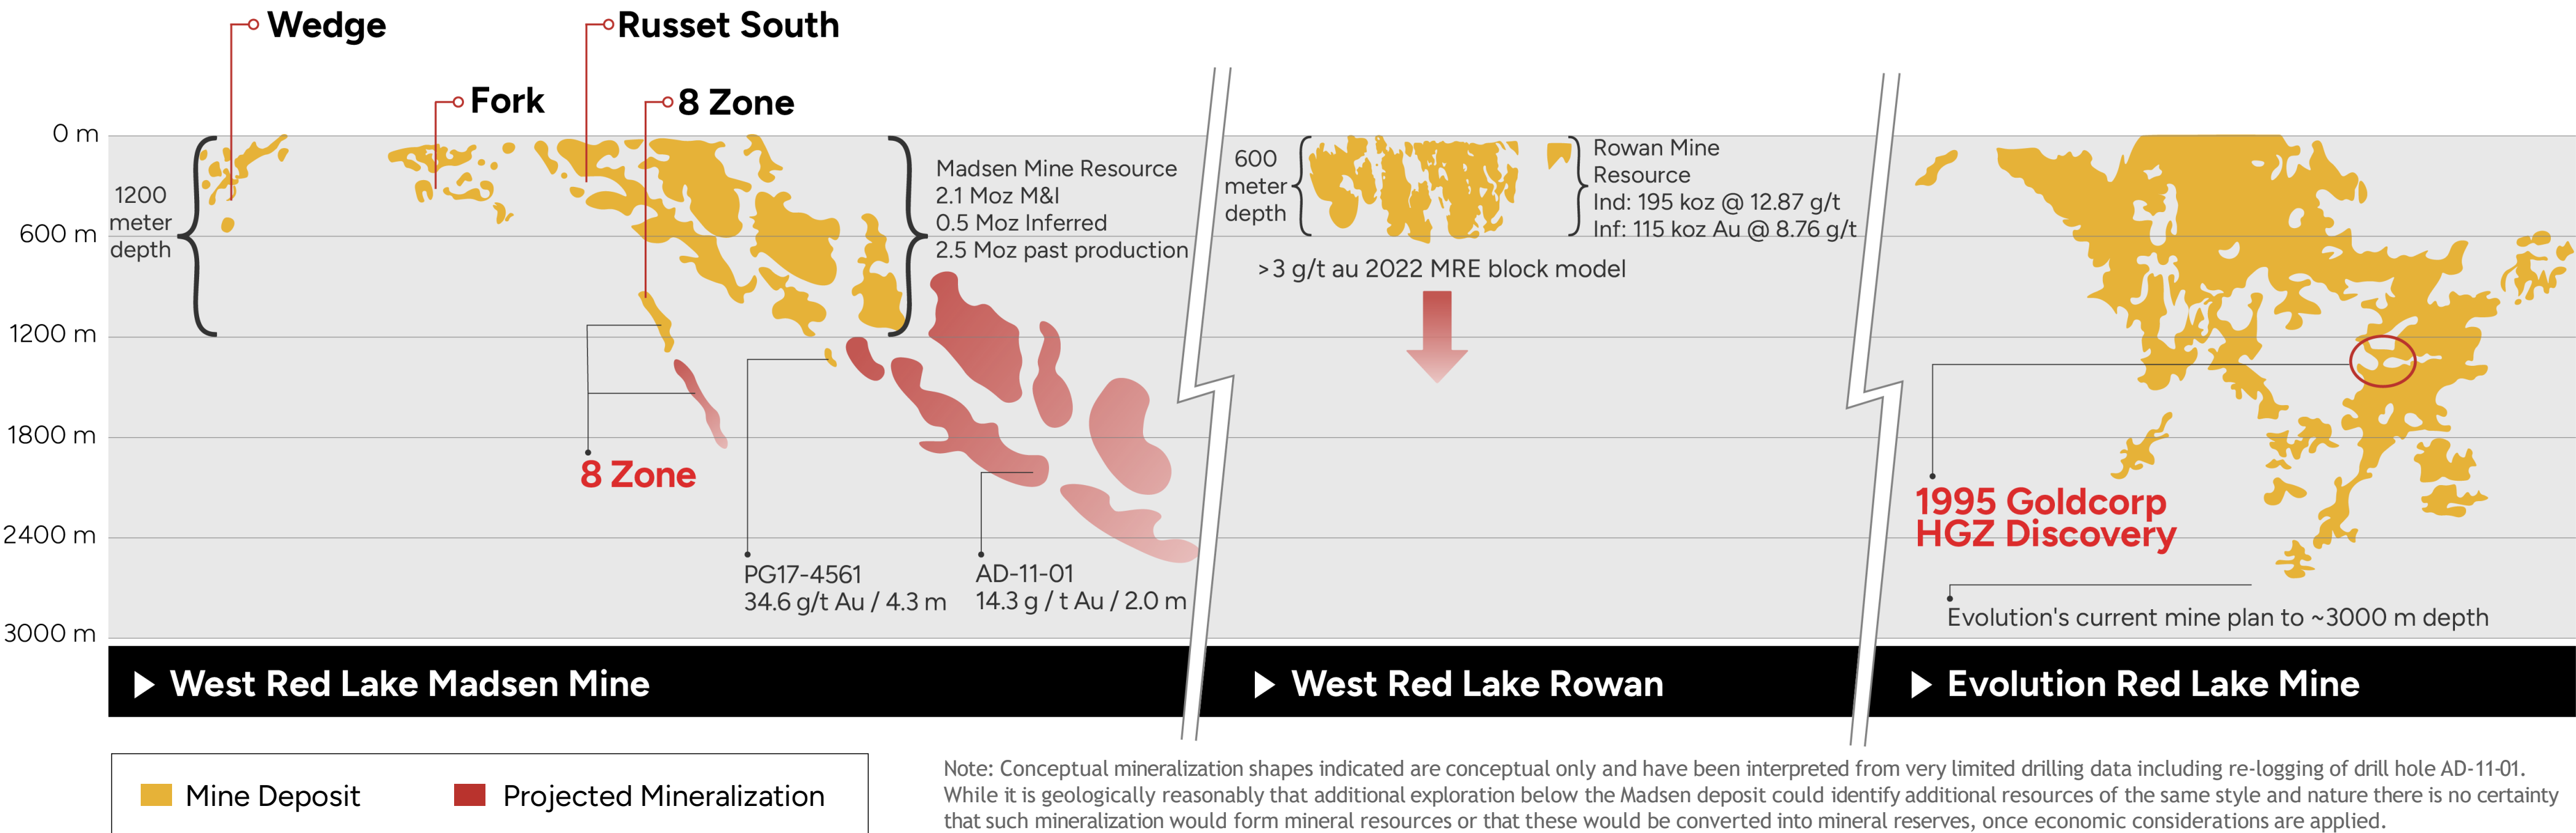 Wedge
Russet South
Fork
8 Zone
0 m
600 m
1200 m
1800 m
2400 m
3000 m
1200
meter
depth
Madsen Mine Resource
2.1 Moz M&I
0.5 Moz Inferred
2.5 Moz past production
8 Zone
PG17-4561
34.6 g/t Au / 4.3 m
AD-11-01
14.3 g / t Au / 2.0 m
600
meter
depth
Rowan Mine
Resource
Ind: 195 koz @ 12.87 g/t
Inf: 115 koz Au @ 8.76 g/t
>3 g/t au 2022 MRE block model
1995 Goldcorp
HGZ Discovery
Evolution's current mine plan to ~3000 m depth
West Red Lake Madsen Mine
West Red Lake Rowan
Evolution Red Lake Mine
Mine Deposit
Projected Mineralization
Note: Conceptual mineralization shapes indicated are conceptual only and have been interpreted from very limited drilling data including re-logging of drill hole AD-11-01.
While it is geologically reasonably that additional exploration below the Madsen deposit could identify additional resources of the same style and nature there is no certainty
that such mineralization would form mineral resources or that these would be converted into mineral reserves, once economic considerations are applied.